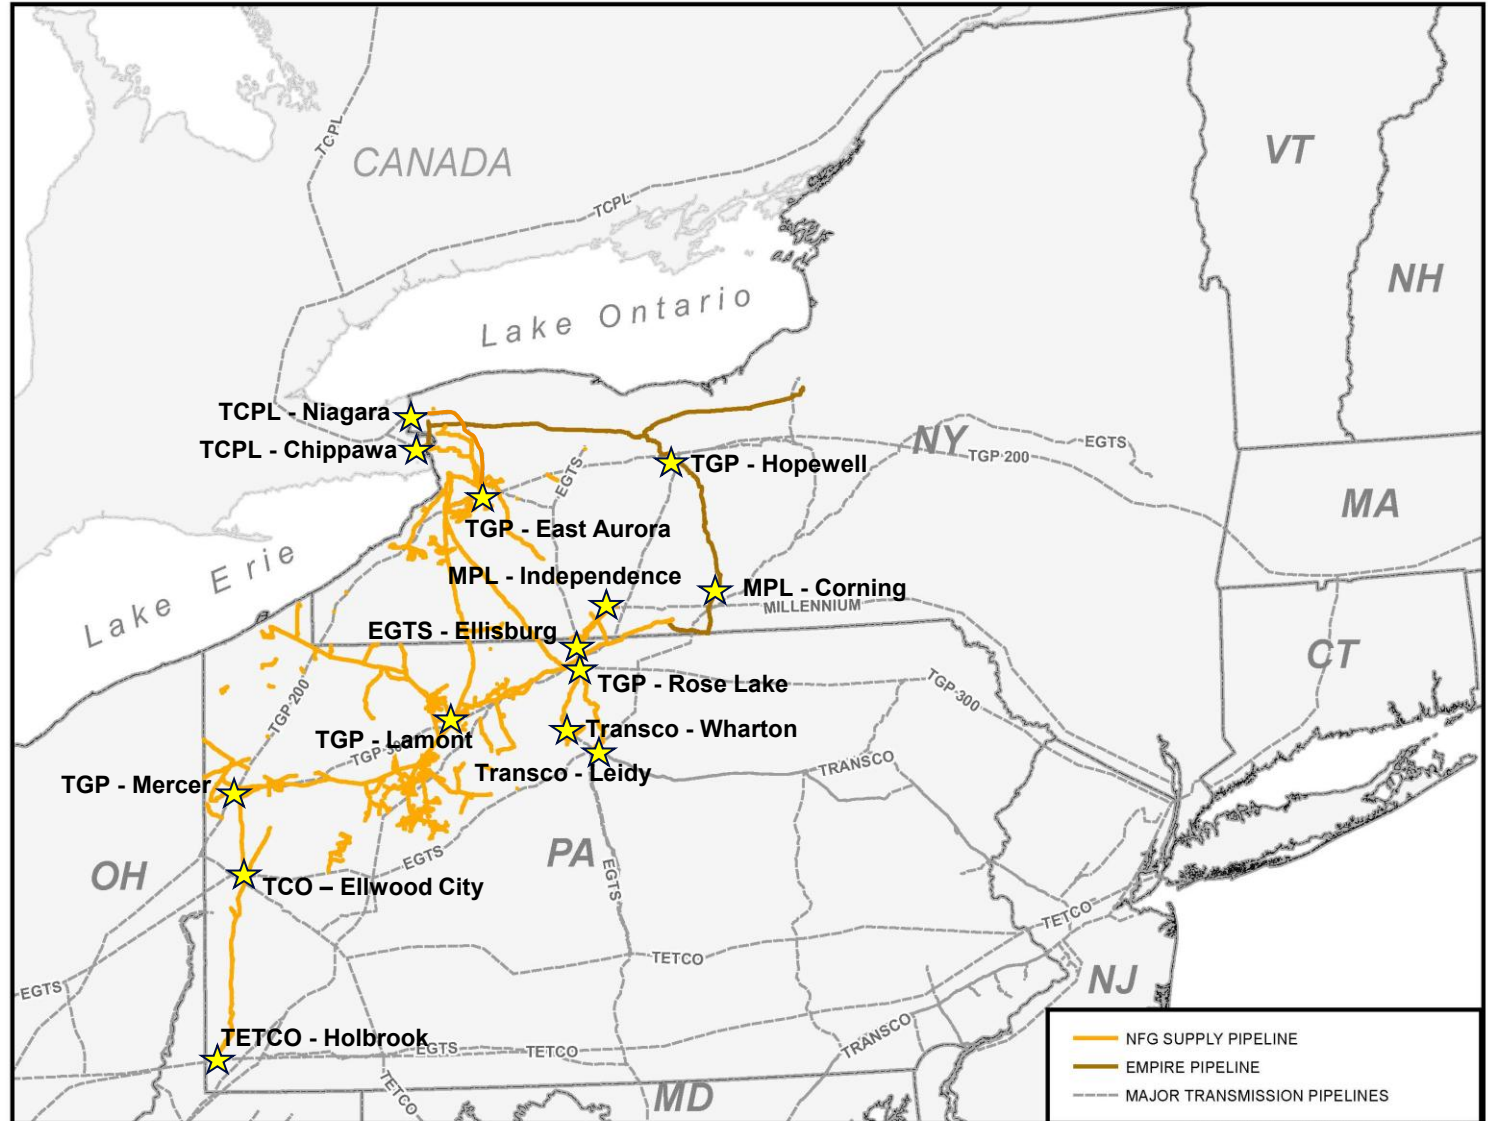 TCPL
CANADA
VT
TCPL
NH
Lake Ontario
TCPL - Niagara
TCPL - Chippawa
NY
EGTS
TGP 200
TGP - Hopewell
EGTS
MA
TGP - East Aurora
Lake Erie
MPL - Independence
MPL - Corning
MILLENNIUM
EGTS - Ellisburg
CT
TGP - Rose Lake
TGP 300
TGP 200
Transco - Wharton
TGP - Lamont
TGP 300
TRANSCO
Transco - Leidy
TGP - Mercer
PA
EGTS
EGTS
OH
TCO – Ellwood City
TETCO
TETCO
NJ
EGTS
TETCO - Holbrook
EGTS
TETCO
TRANSCO
TETCO
MD
NFG SUPPLY PIPELINE
EMPIRE PIPELINE
MAJOR TRANSMISSION PIPELINES